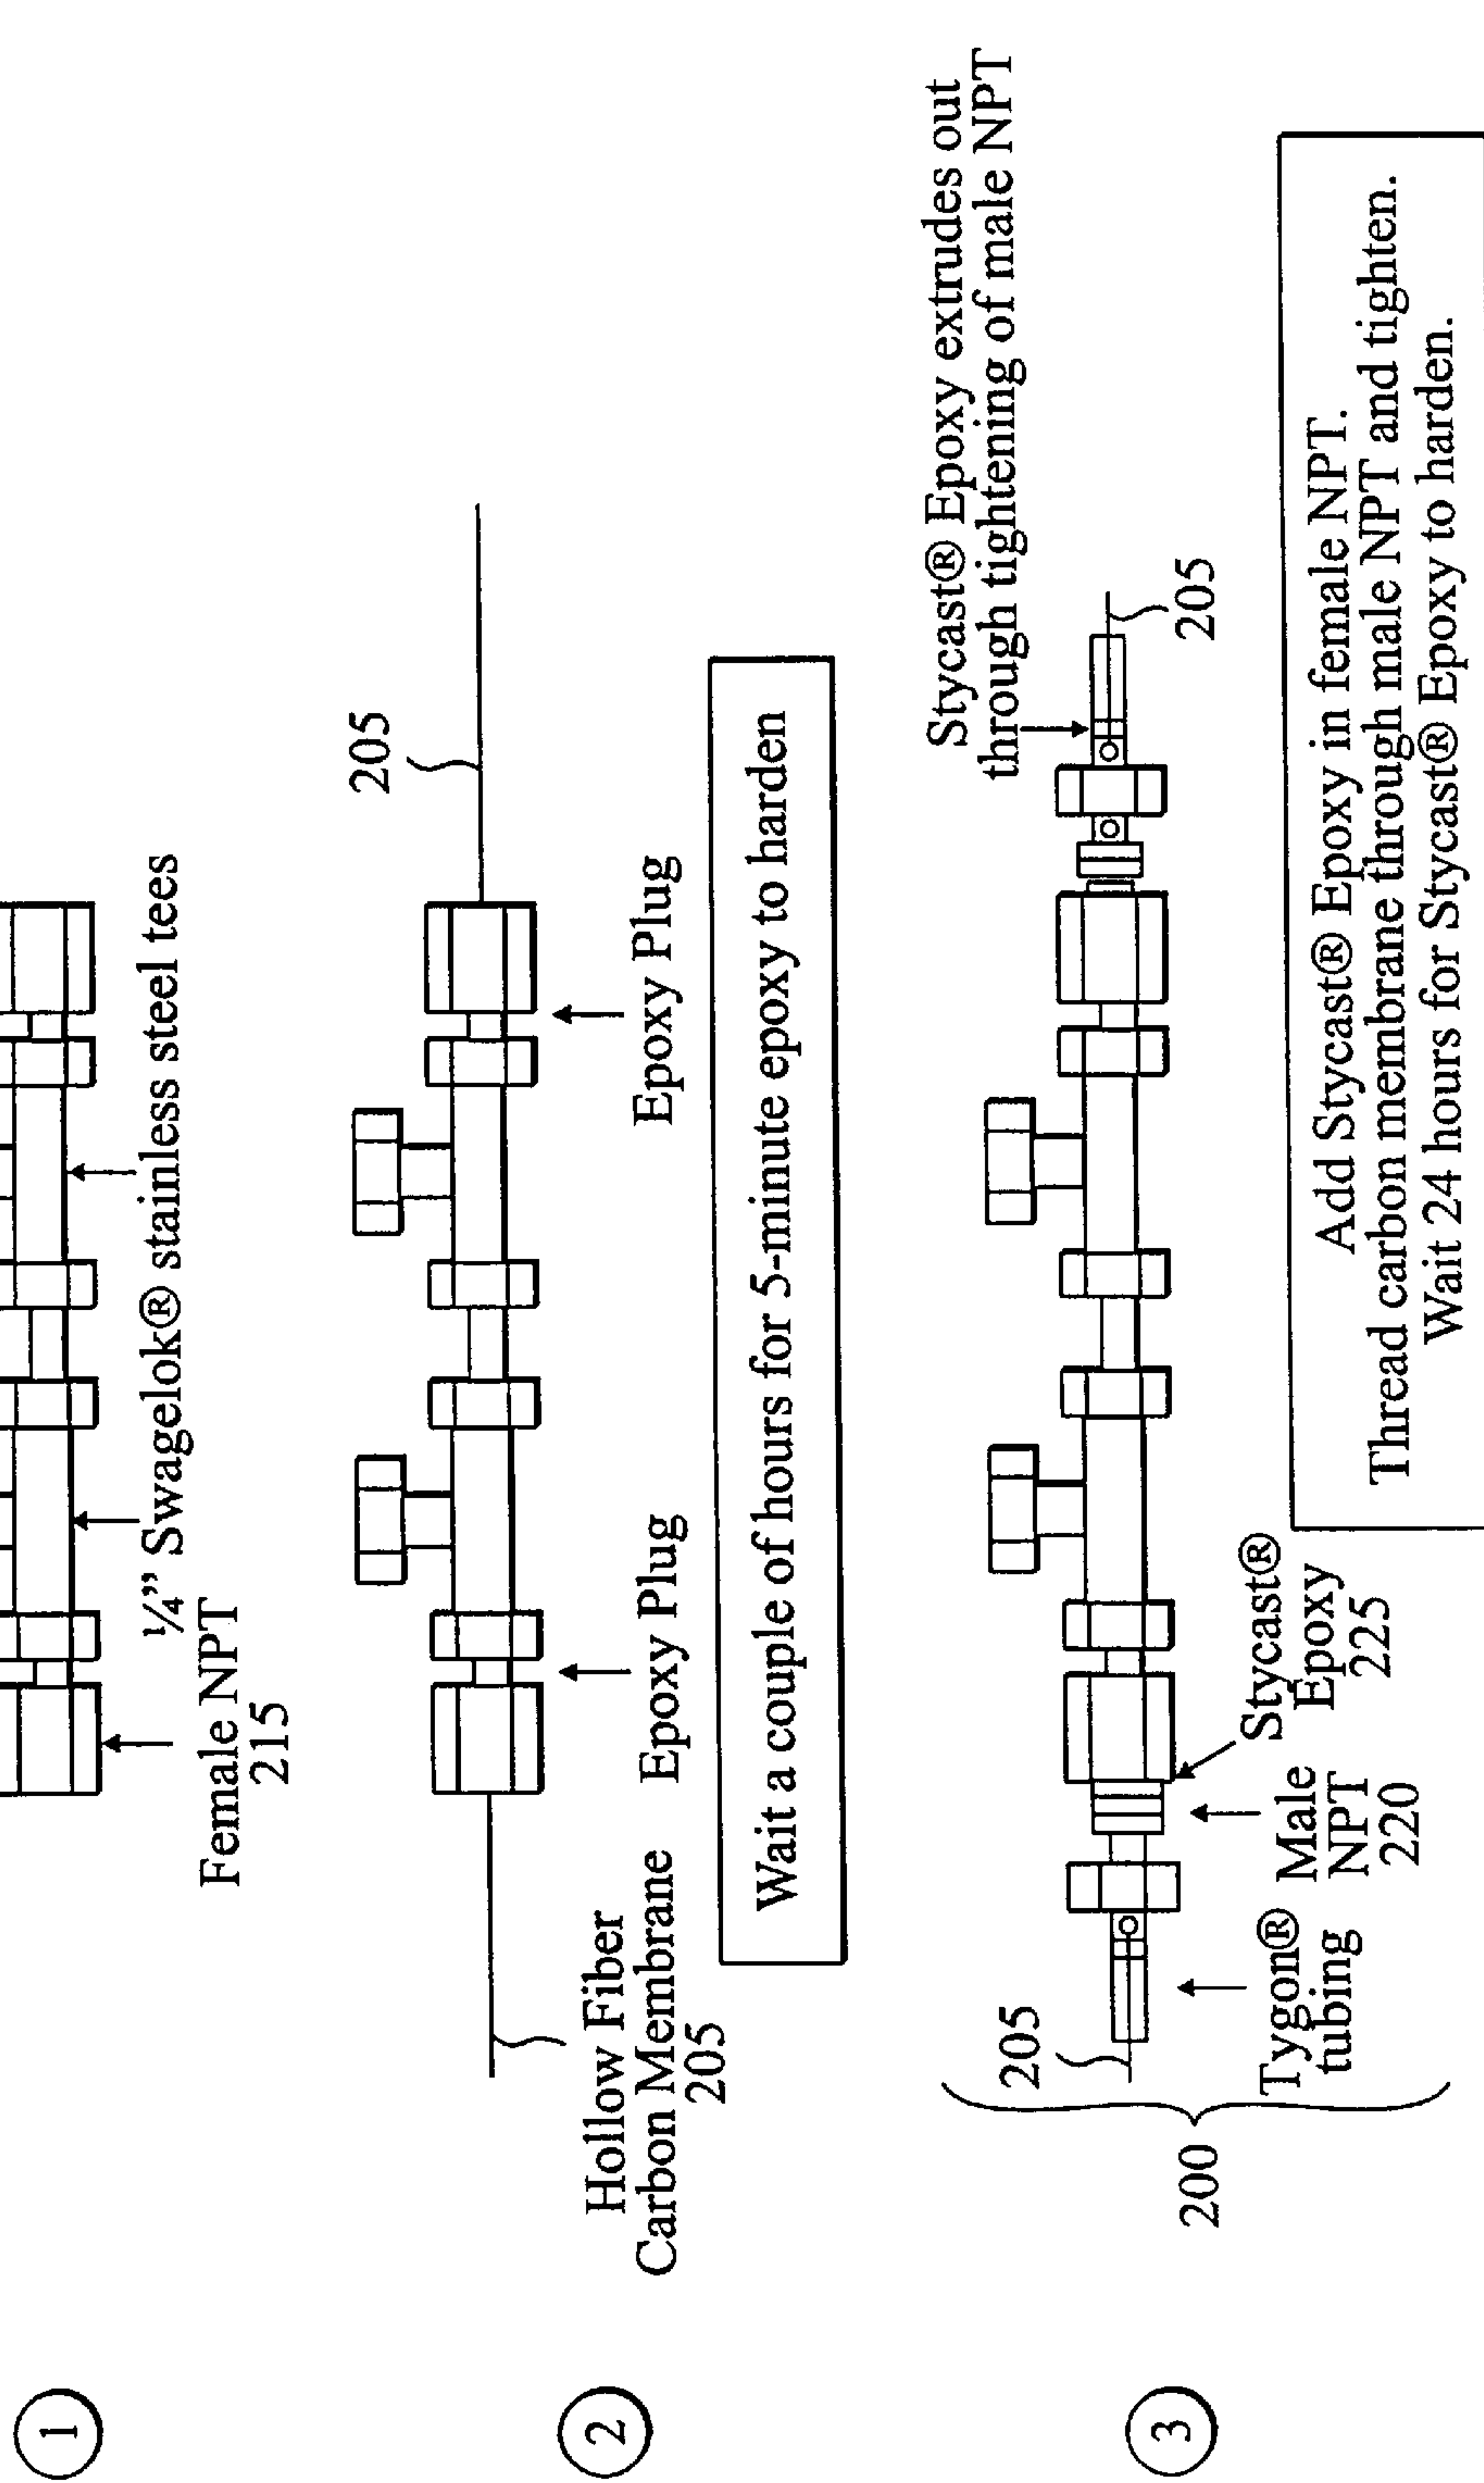 1
¼” Swagelok® stainless steel tees
Female NPT
215
2
205
Hollow Fiber
Carbon Membrane
205
Epoxy Plug
Epoxy Plug
Wait a couple of hours for 5-minute epoxy to harden
3
200
205
Stycast® Epoxy extrudes out
through tightening of male NPT
205
Tygon®
tubing
Male
NPT
220
Stycast®
Epoxy
225
Add Stycast® Epoxy in female NPT.
Thread carbon membrane through male NPT and tighten.
Wait 24 hours for Stycast® Epoxy to harden.